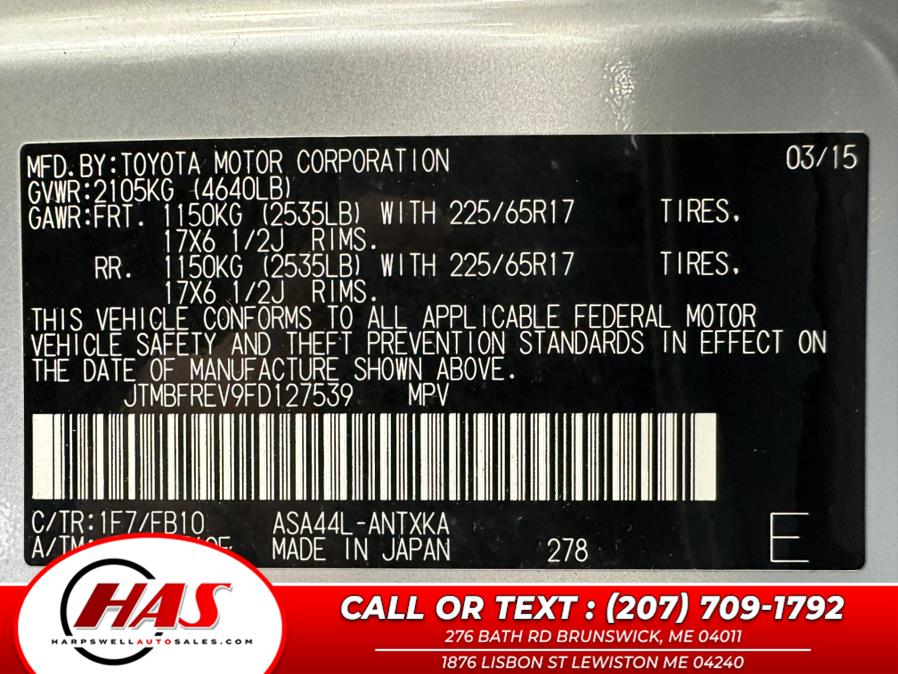 MFD. BY: TOYOTA MOTOR CORPORATION 03/15
GVWR: 2105KG (4640LB)
GAWR: FRT. 1150KG (2535LB) WITH 225/65R17 TIRES.
17X6 1/2J RIMS.
RR. 1150KG (2535LB) WITH 225/65R17 TIRES.
17X6 1/2J RIMS.
THIS VEHICLE CONFORMS TO ALL APPLICABLE FEDERAL MOTOR
VEHICLE SAFETY AND THEFT PREVENTION STANDARDS IN EFFECT ON
THE DATE OF MANUFACTURE SHOWN ABOVE.
JTMBFREV9FD127539 MPV
C/TR: 1F7/FB10 ASA44L-ANTXKA
A/TM: MADE IN JAPAN 278 E
HAS
HARPSWELLAUTOSALES.COM
CALL OR TEXT : (207) 709-1792
276 BATH RD BRUNSWICK, ME 04011
1876 LISBON ST LEWISTON ME 04240